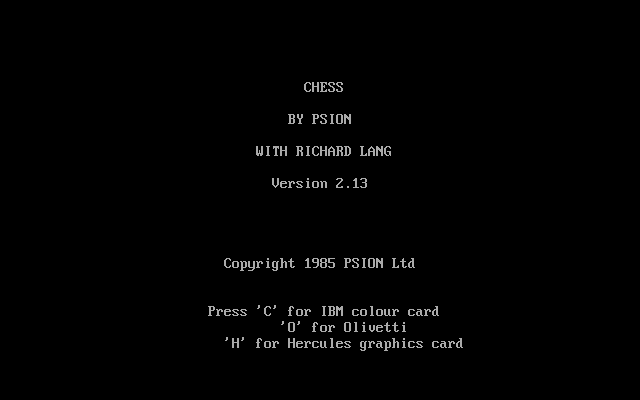 CHESS
BY PSION
WITH RICHARD LANG
Version 2.13
Copyright 1985 PSION Ltd
Press 'C' for IBM colour card
'O' for Olivetti
'H' for Hercules graphics card